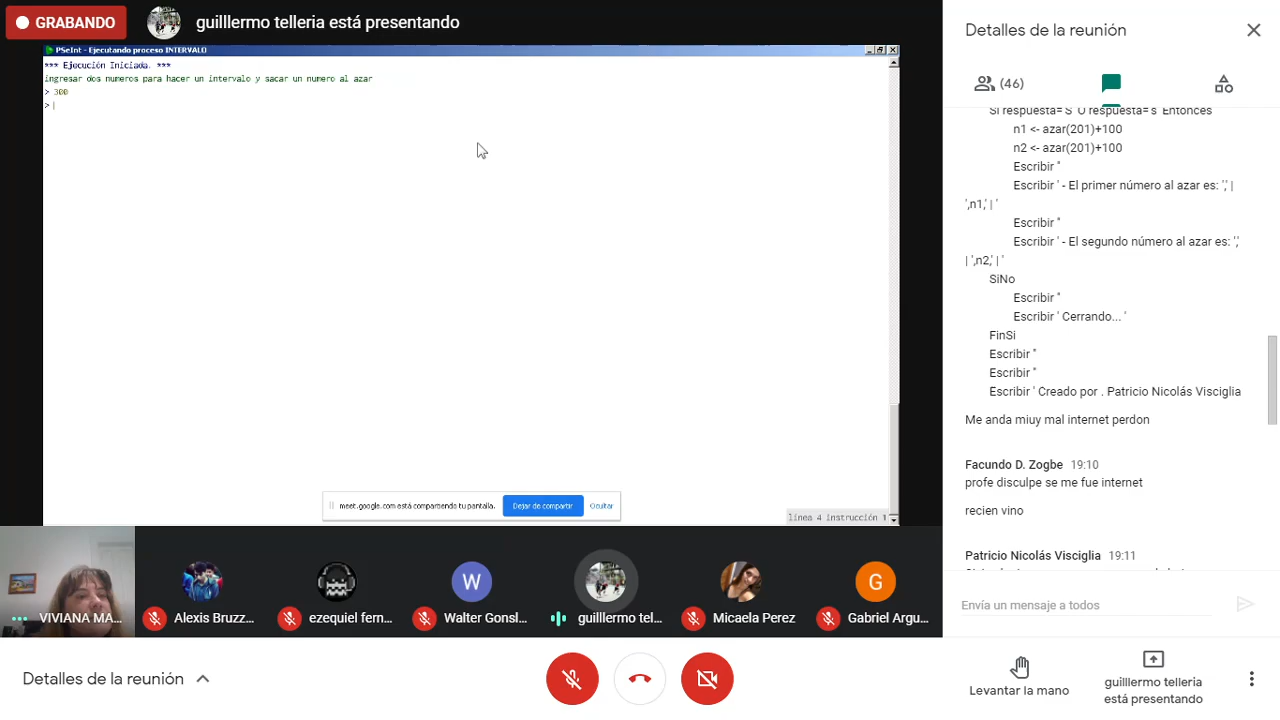 GRABANDO
guilllermo telleria está presentando
PSeInt - Ejecutando proceso INTERVALO
*** Ejecución Iniciada. ***
ingresar dos numeros para hacer un intervalo y sacar un numero al azar
> 300
>
meet.google.com está compartiendo tu pantalla.
Dejar de compartir
Ocultar
línea 4 instrucción 1
VIVIANA MA...
Alexis Bruzz...
ezequiel fern...
W
Walter Gonsl...
guilllermo tel...
Micaela Perez
G
Gabriel Argu...
Detalles de la reunión
Levantar la mano
guilllermo telleria
está presentando
Detalles de la reunión
(46)
Si respuesta='S' O respuesta='s' Entonces
n1 <- azar(201)+100
n2 <- azar(201)+100
Escribir ''
Escribir ' - El primer número al azar es: ',' |
',n1,' | '
Escribir ''
Escribir ' - El segundo número al azar es: ','
| ',n2,' | '
SiNo
Escribir ''
Escribir ' Cerrando... '
FinSi
Escribir ''
Escribir ''
Escribir ' Creado por . Patricio Nicolás Visciglia
Me anda miuy mal internet perdon
Facundo D. Zogbe 19:10
profe disculpe se me fue internet
recien vino
Patricio Nicolás Visciglia 19:11
Envía un mensaje a todos